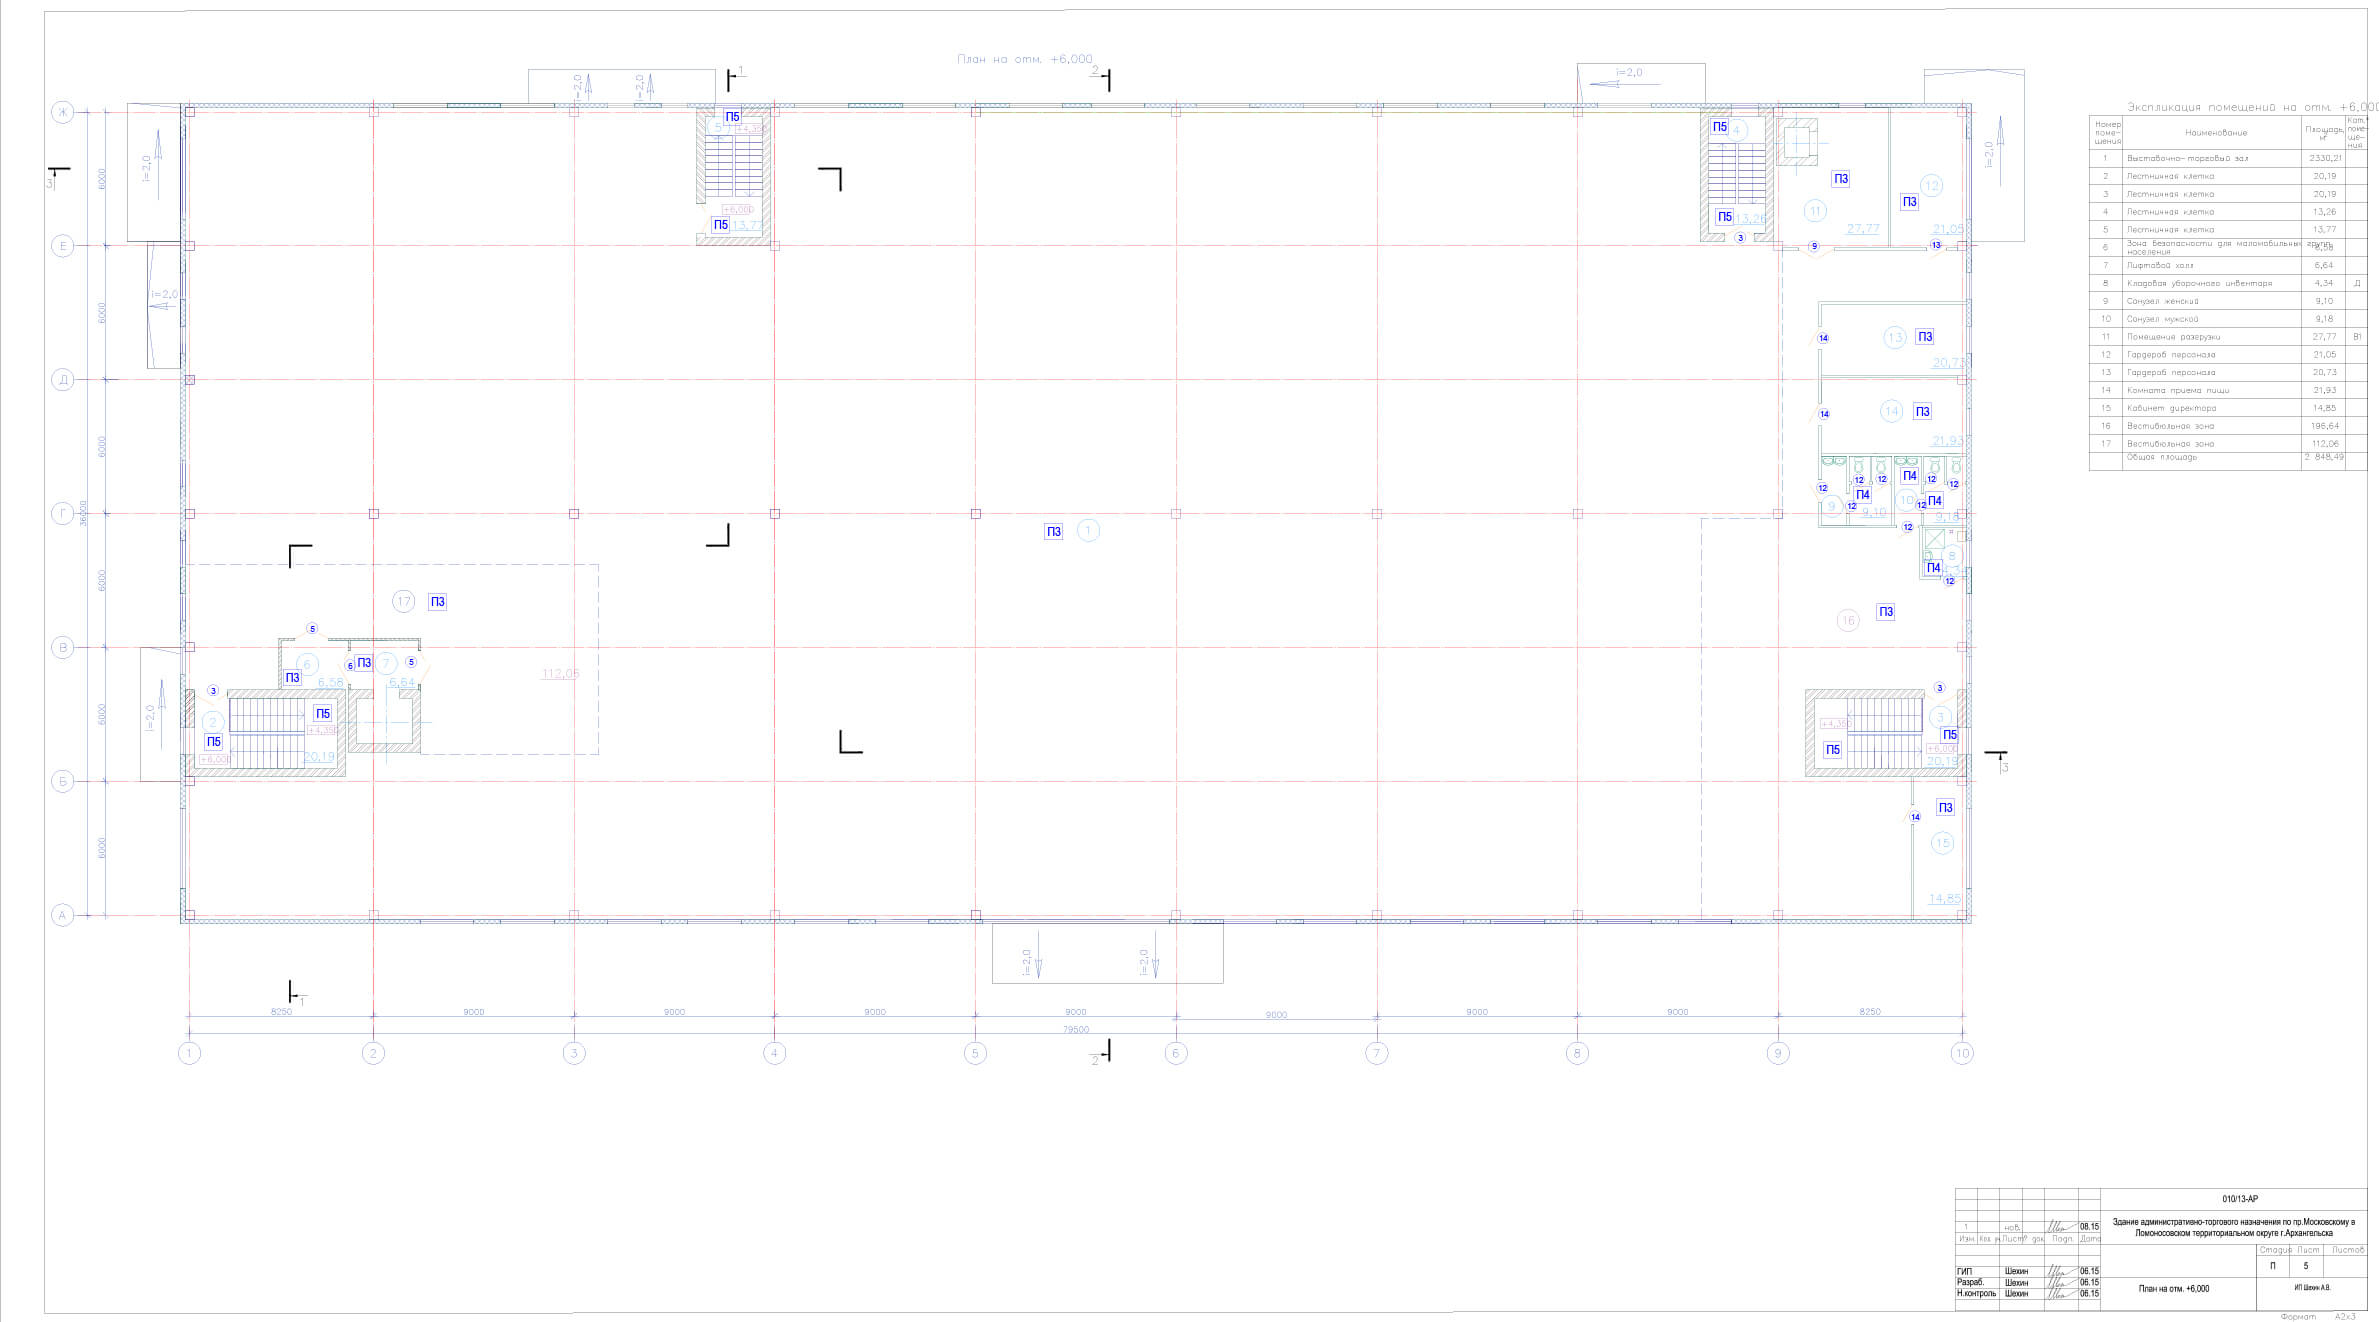 План на отм. +6,000
1
2
i=2,0
i=2,0
i=2,0
i=2,0
i=2,0
i=2,0
i=2,0
i=2,0
i=2,0
3
3
Ж
Е
Д
Г
В
Б
А
6000
6000
6000
6000
6000
6000
36000
П5
5
+4,350
+6,000
П5
13,77
П5
4
П5
13,26
3
П3
11
27,77
9
П3
12
21,05
13
14
13
П3
20,73
14
14
П3
21,93
12
12
12
П4
9
12
9,10
П4
10
12
12
12
П4
9,18
12
8
П4
12
П3
1
17
П3
112,06
5
6
П3
6,58
6
П3
7
5
6,64
3
2
П5
П5
+4,350
+6,000
20,19
16
П3
3
3
+4,350
П5
П5
+6,000
20,19
П3
14
15
14,85
i=2,0
i=2,0
1
2
8250
9000
9000
9000
9000
9000
9000
9000
8250
79500
1
2
3
4
5
6
7
8
9
10
Экспликация помещений на отм. +6,000
Номер поме- щения
Наименование
Площадь, м²
Кат.* поме- ще- ния
1 Выставочно-торговый зал 2330,21
2 Лестничная клетка 20,19
3 Лестничная клетка 20,19
4 Лестничная клетка 13,26
5 Лестничная клетка 13,77
6 Зона безопасности для маломобильных групп населения 6,58
7 Лифтовой холл 6,64
8 Кладовая уборочного инвентаря 4,34 Д
9 Санузел женский 9,10
10 Санузел мужской 9,18
11 Помещение разгрузки 27,77 В1
12 Гардероб персонала 21,05
13 Гардероб персонала 20,73
14 Комната приема пищи 21,93
15 Кабинет директора 14,85
16 Вестибюльная зона 196,64
17 Вестибюльная зона 112,06
Общая площадь 2 848,49
010/13-АР
Здание административно-торгового назначения по пр.Московскому в
Ломоносовском территориальном округе г.Архангельска
1 нов. 08.15
Изм. Кол. уч Лист № док. Подп. Дата
Стадия Лист Листов
П 5
ГИП Шехин 06.15
Разраб. Шехин 06.15
Н.контроль Шехин 06.15
План на отм. +6,000
ИП Шехин А.В.
Формат А2х3